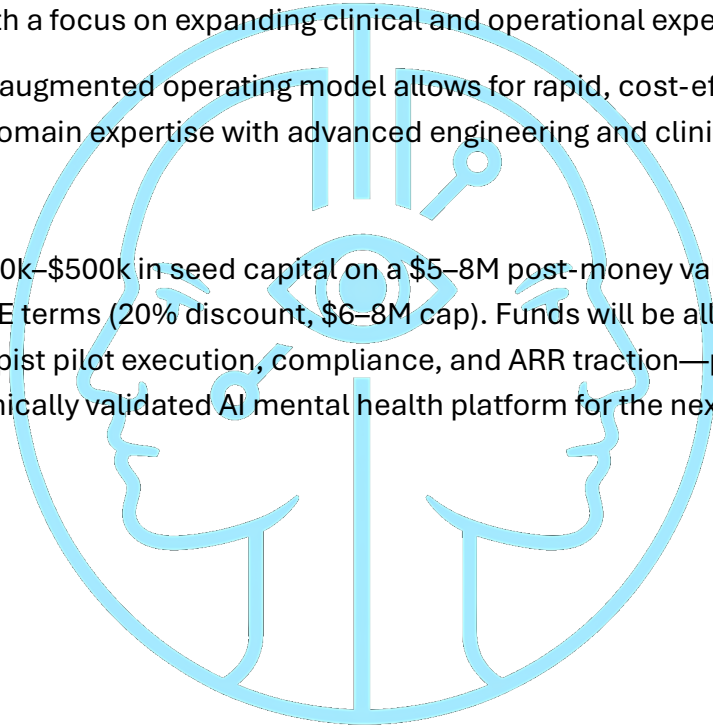 th a focus on expanding clinical and operational expe
augmented operating model allows for rapid, cost-ef
omain expertise with advanced engineering and clini
0k–$500k in seed capital on a $5–8M post-money va
E terms (20% discount, $6–8M cap). Funds will be all
pist pilot execution, compliance, and ARR traction—p
nically validated AI mental health platform for the nex